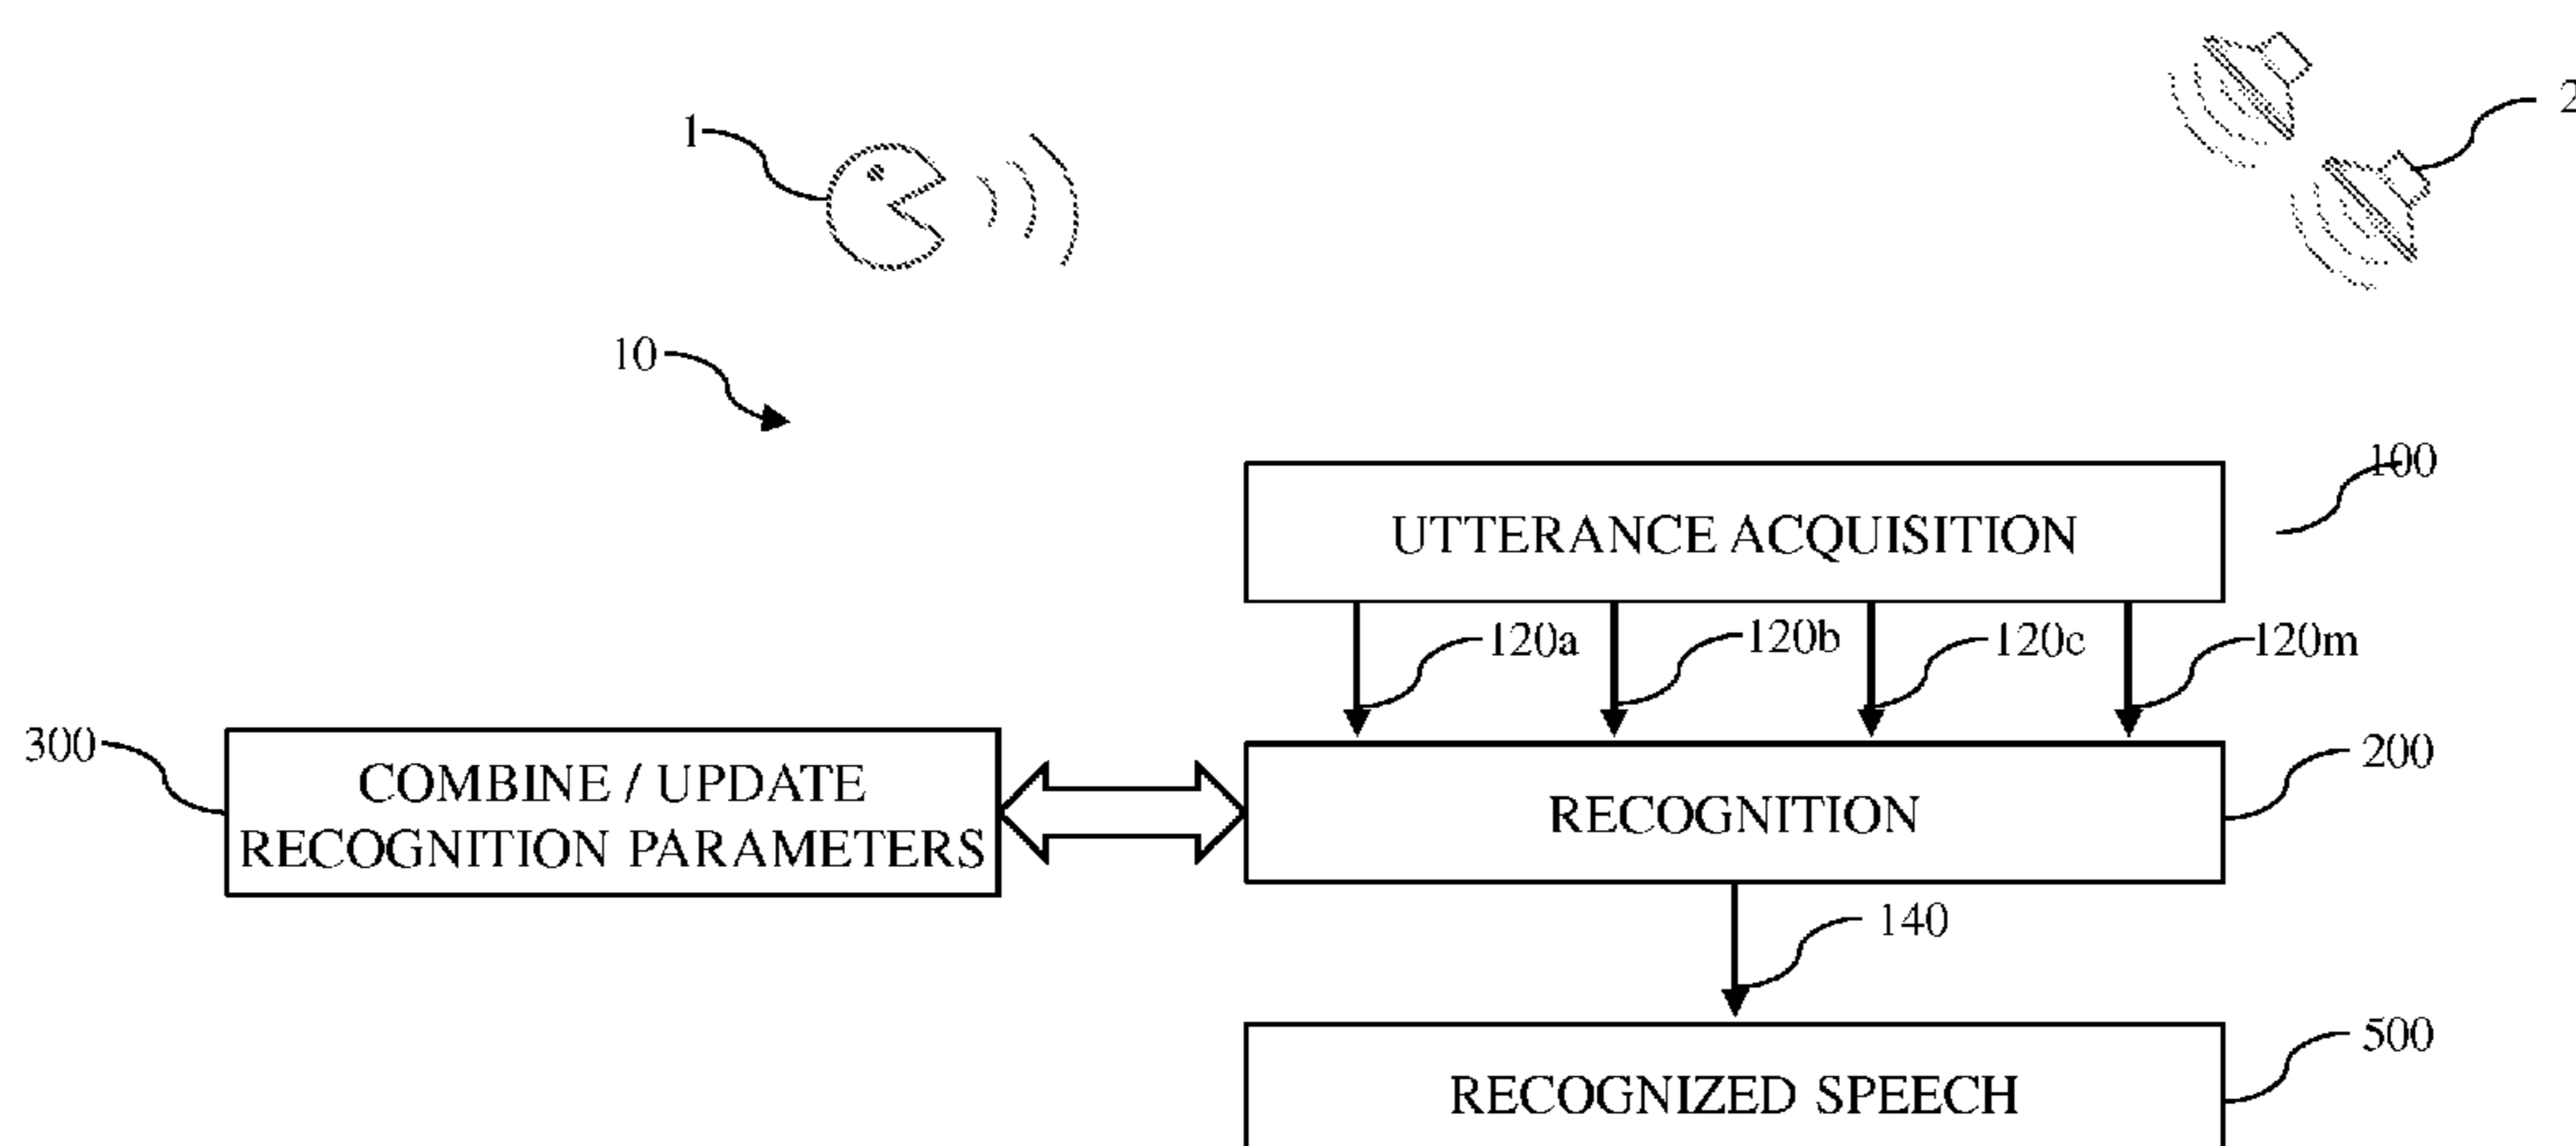 2
1
10
100
UTTERANCE ACQUISITION
120a 120b 120c 120m
300
COMBINE / UPDATE
RECOGNITION PARAMETERS
200
RECOGNITION
140
500
RECOGNIZED SPEECH